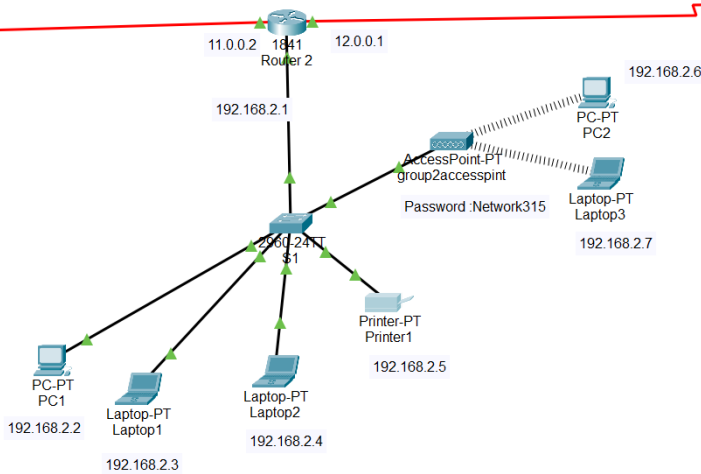 11.0.0.2
1841
Router 2
12.0.0.1
192.168.2.1
192.168.2.6
PC-PT
PC2
AccessPoint-PT
group2accesspint
Password :Network315
Laptop-PT
Laptop3
192.168.2.7
2960-24TT
S1
Printer-PT
Printer1
192.168.2.5
PC-PT
PC1
192.168.2.2
Laptop-PT
Laptop1
192.168.2.3
Laptop-PT
Laptop2
192.168.2.4